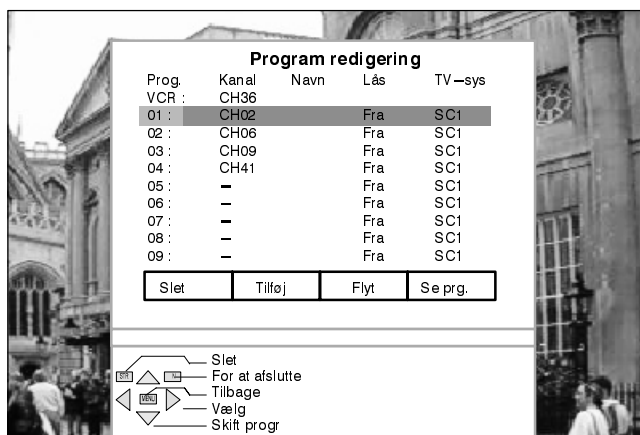 Program redigering
Prog. Kanal Navn Lås TV-sys
VCR : CH36
01 : CH02 Fra SC1
02 : CH06 Fra SC1
03 : CH09 Fra SC1
04 : CH41 Fra SC1
05 : – Fra SC1
06 : – Fra SC1
07 : – Fra SC1
08 : – Fra SC1
09 : – Fra SC1
Slet Tilføj Flyt Se prg.
Slet
STR N For at afslutte
MENU Tilbage
Vælg
Skift progr